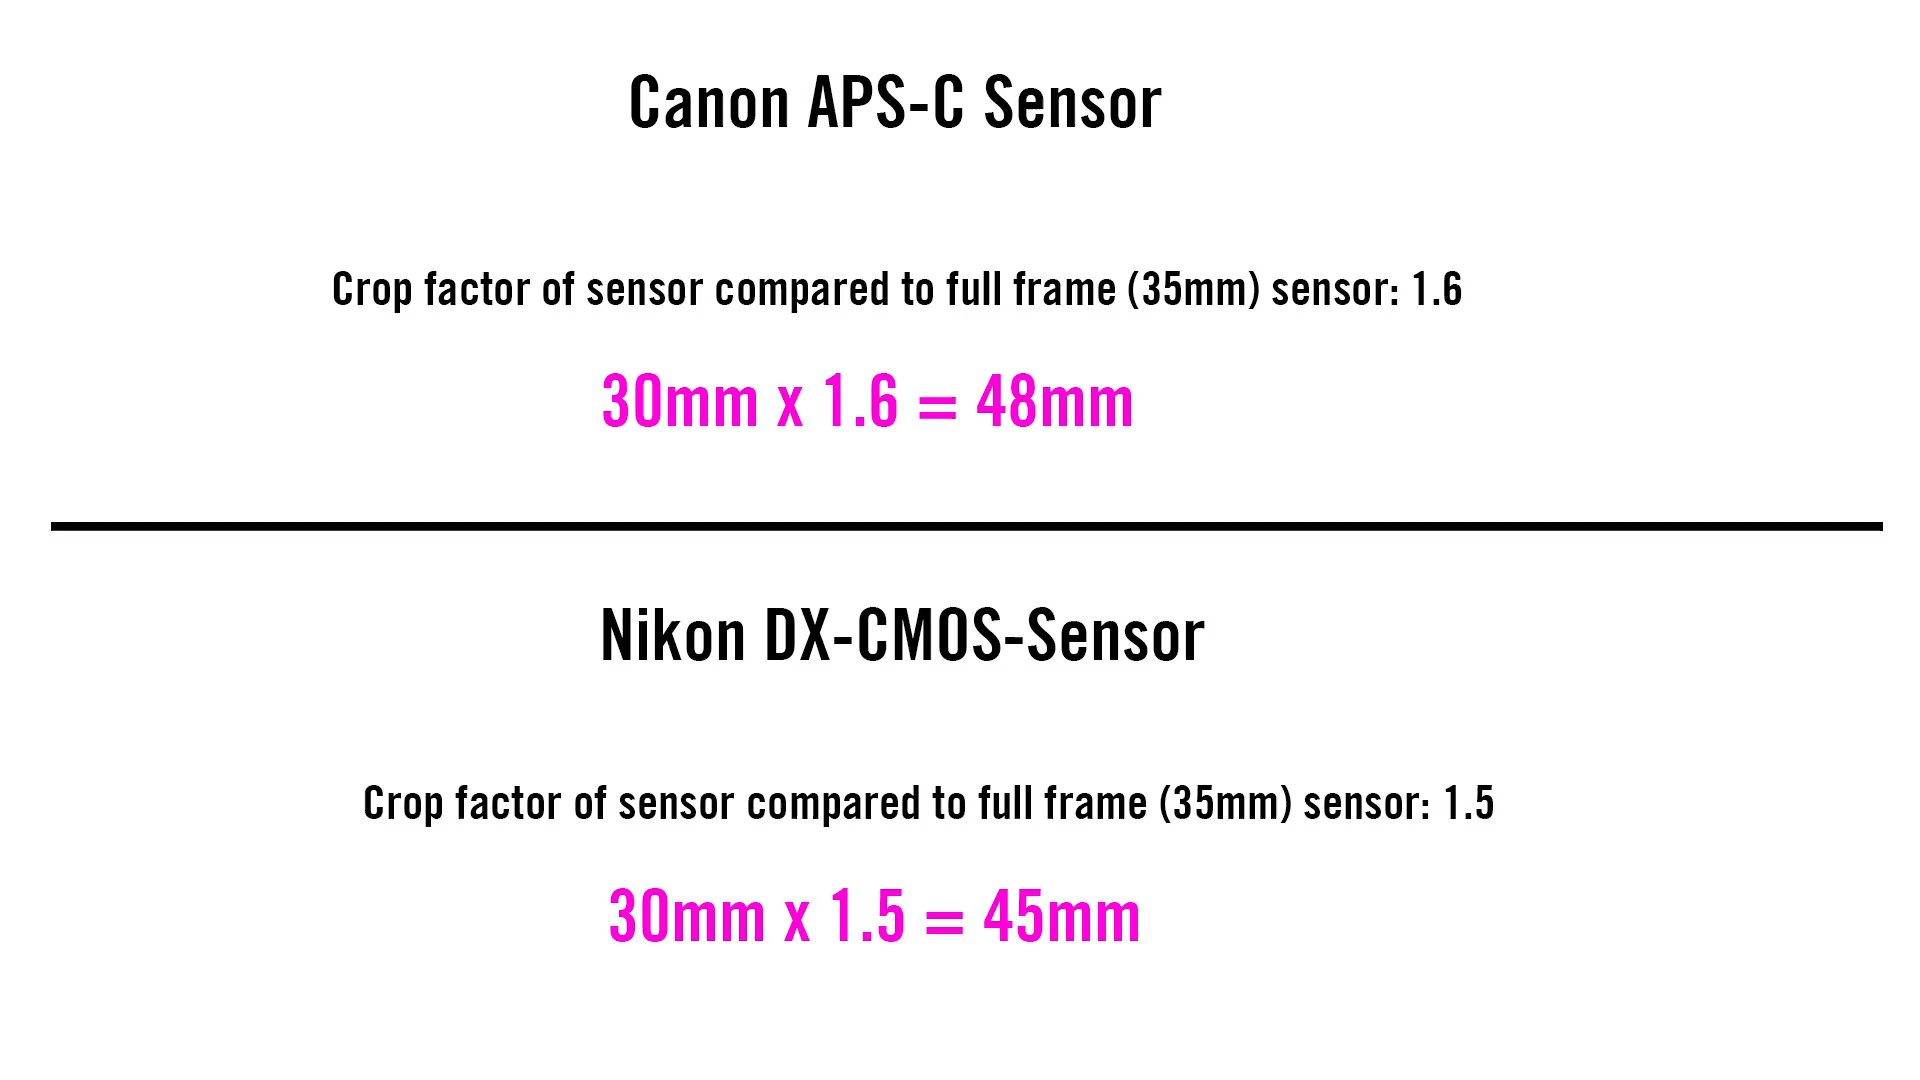 Canon APS-C Sensor
Crop factor of sensor compared to full frame (35mm) sensor: 1.6
30mm x 1.6 = 48mm
Nikon DX-CMOS-Sensor
Crop factor of sensor compared to full frame (35mm) sensor: 1.5
30mm x 1.5 = 45mm